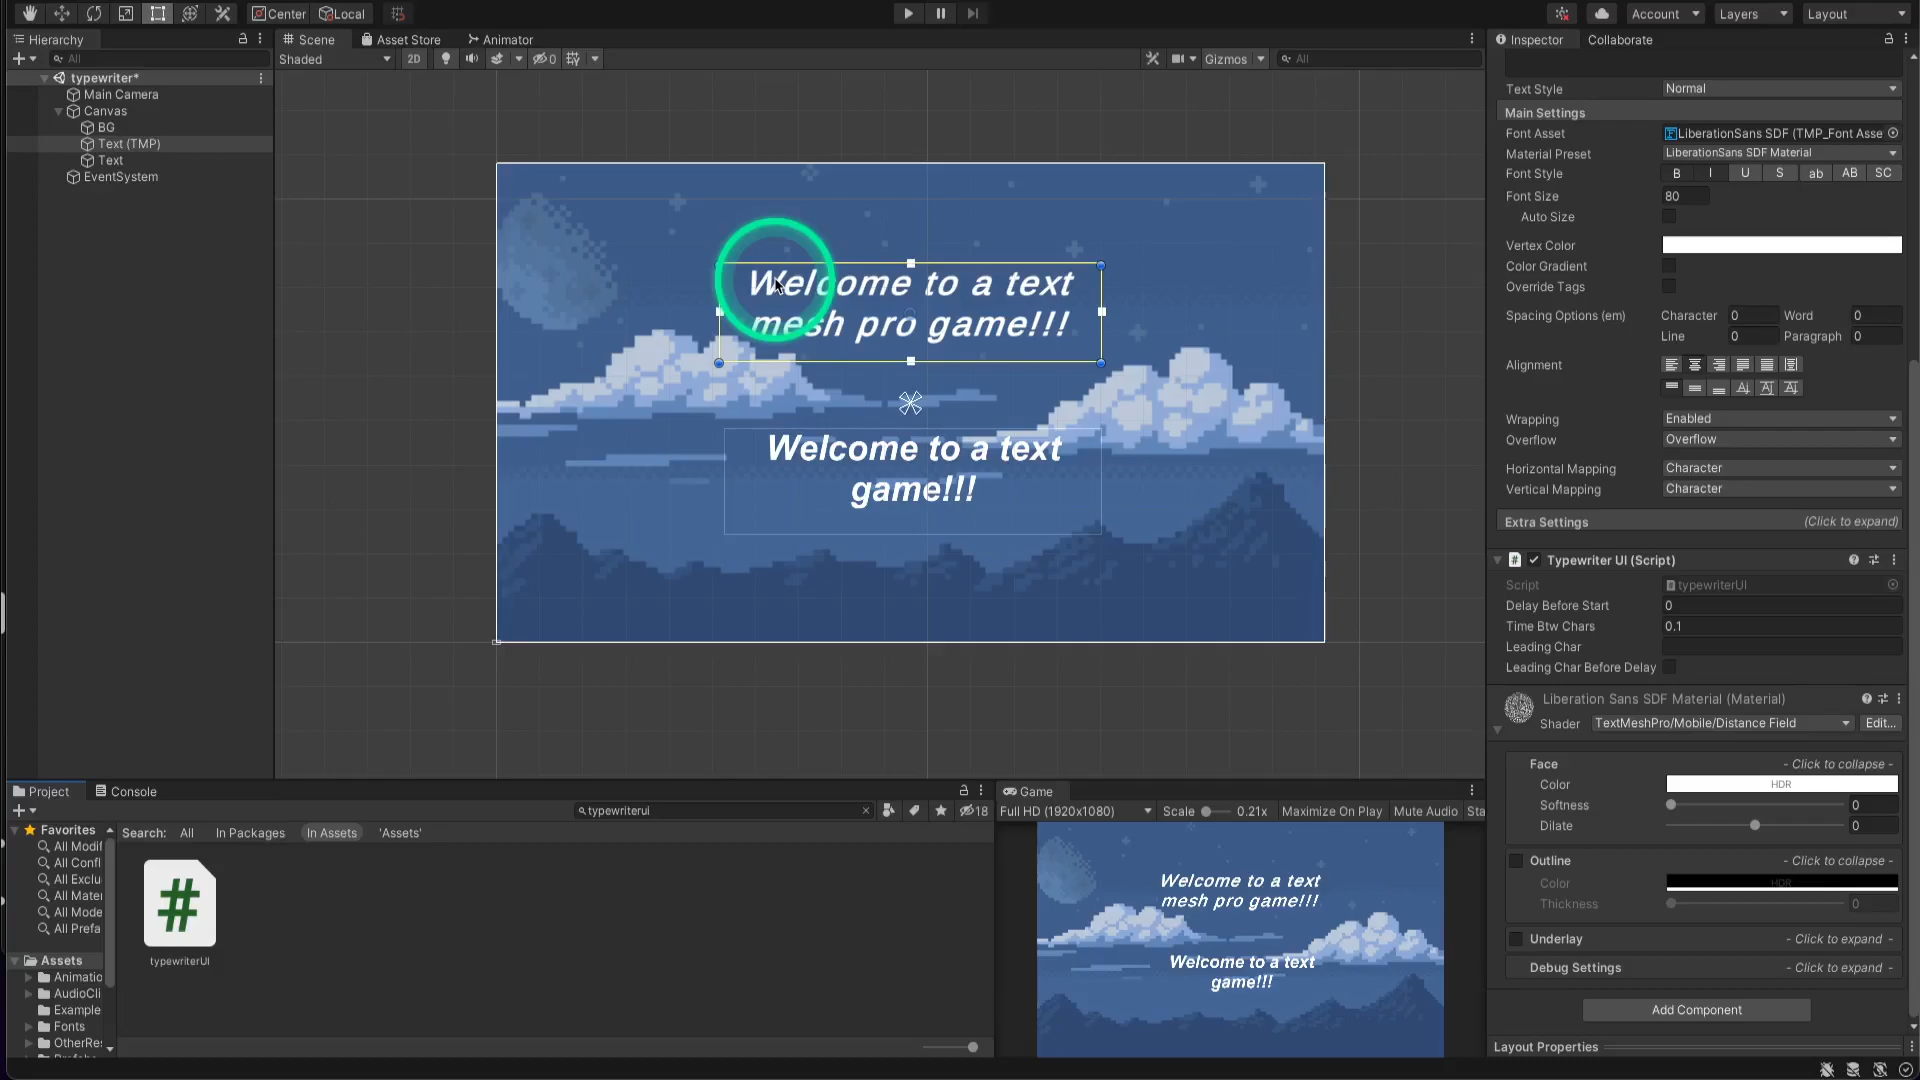 Center Local Account Layers Layout
Hierarchy
All
typewriter*
Main Camera
Canvas
BG
Text (TMP)
Text
EventSystem
Scene Asset Store Animator
Shaded 2D 0 Gizmos All
Welcome to a text
mesh pro game!!!
Welcome to a text
game!!!
Inspector Collaborate
Text Style Normal
Main Settings
Font Asset LiberationSans SDF (TMP_Font Asse
Material Preset LiberationSans SDF Material
Font Style B I U S ab AB SC
Font Size 80
Auto Size
Vertex Color
Color Gradient
Override Tags
Spacing Options (em) Character 0 Word 0
Line 0 Paragraph 0
Alignment
Wrapping Enabled
Overflow Overflow
Horizontal Mapping Character
Vertical Mapping Character
Extra Settings (Click to expand)
Typewriter UI (Script)
Script typewriterUI
Delay Before Start 0
Time Btw Chars 0.1
Leading Char
Leading Char Before Delay
Liberation Sans SDF Material (Material)
Shader TextMeshPro/Mobile/Distance Field Edit...
Face - Click to collapse -
Color HDR
Softness 0
Dilate 0
Outline - Click to collapse -
Color HDR
Thickness 0
Underlay - Click to expand -
Debug Settings - Click to expand -
Add Component
Layout Properties
Project Console
typewriterui 18
Favorites
All Modif
All Confl
All Exclu
All Mater
All Mode
All Prefa
Assets
Animatio
AudioCli
Example
Fonts
OtherRes
Search: All In Packages In Assets 'Assets'
typewriterUI
Game
Full HD (1920x1080) Scale 0.21x Maximize On Play Mute Audio Sta
Welcome to a text
mesh pro game!!!
Welcome to a text
game!!!